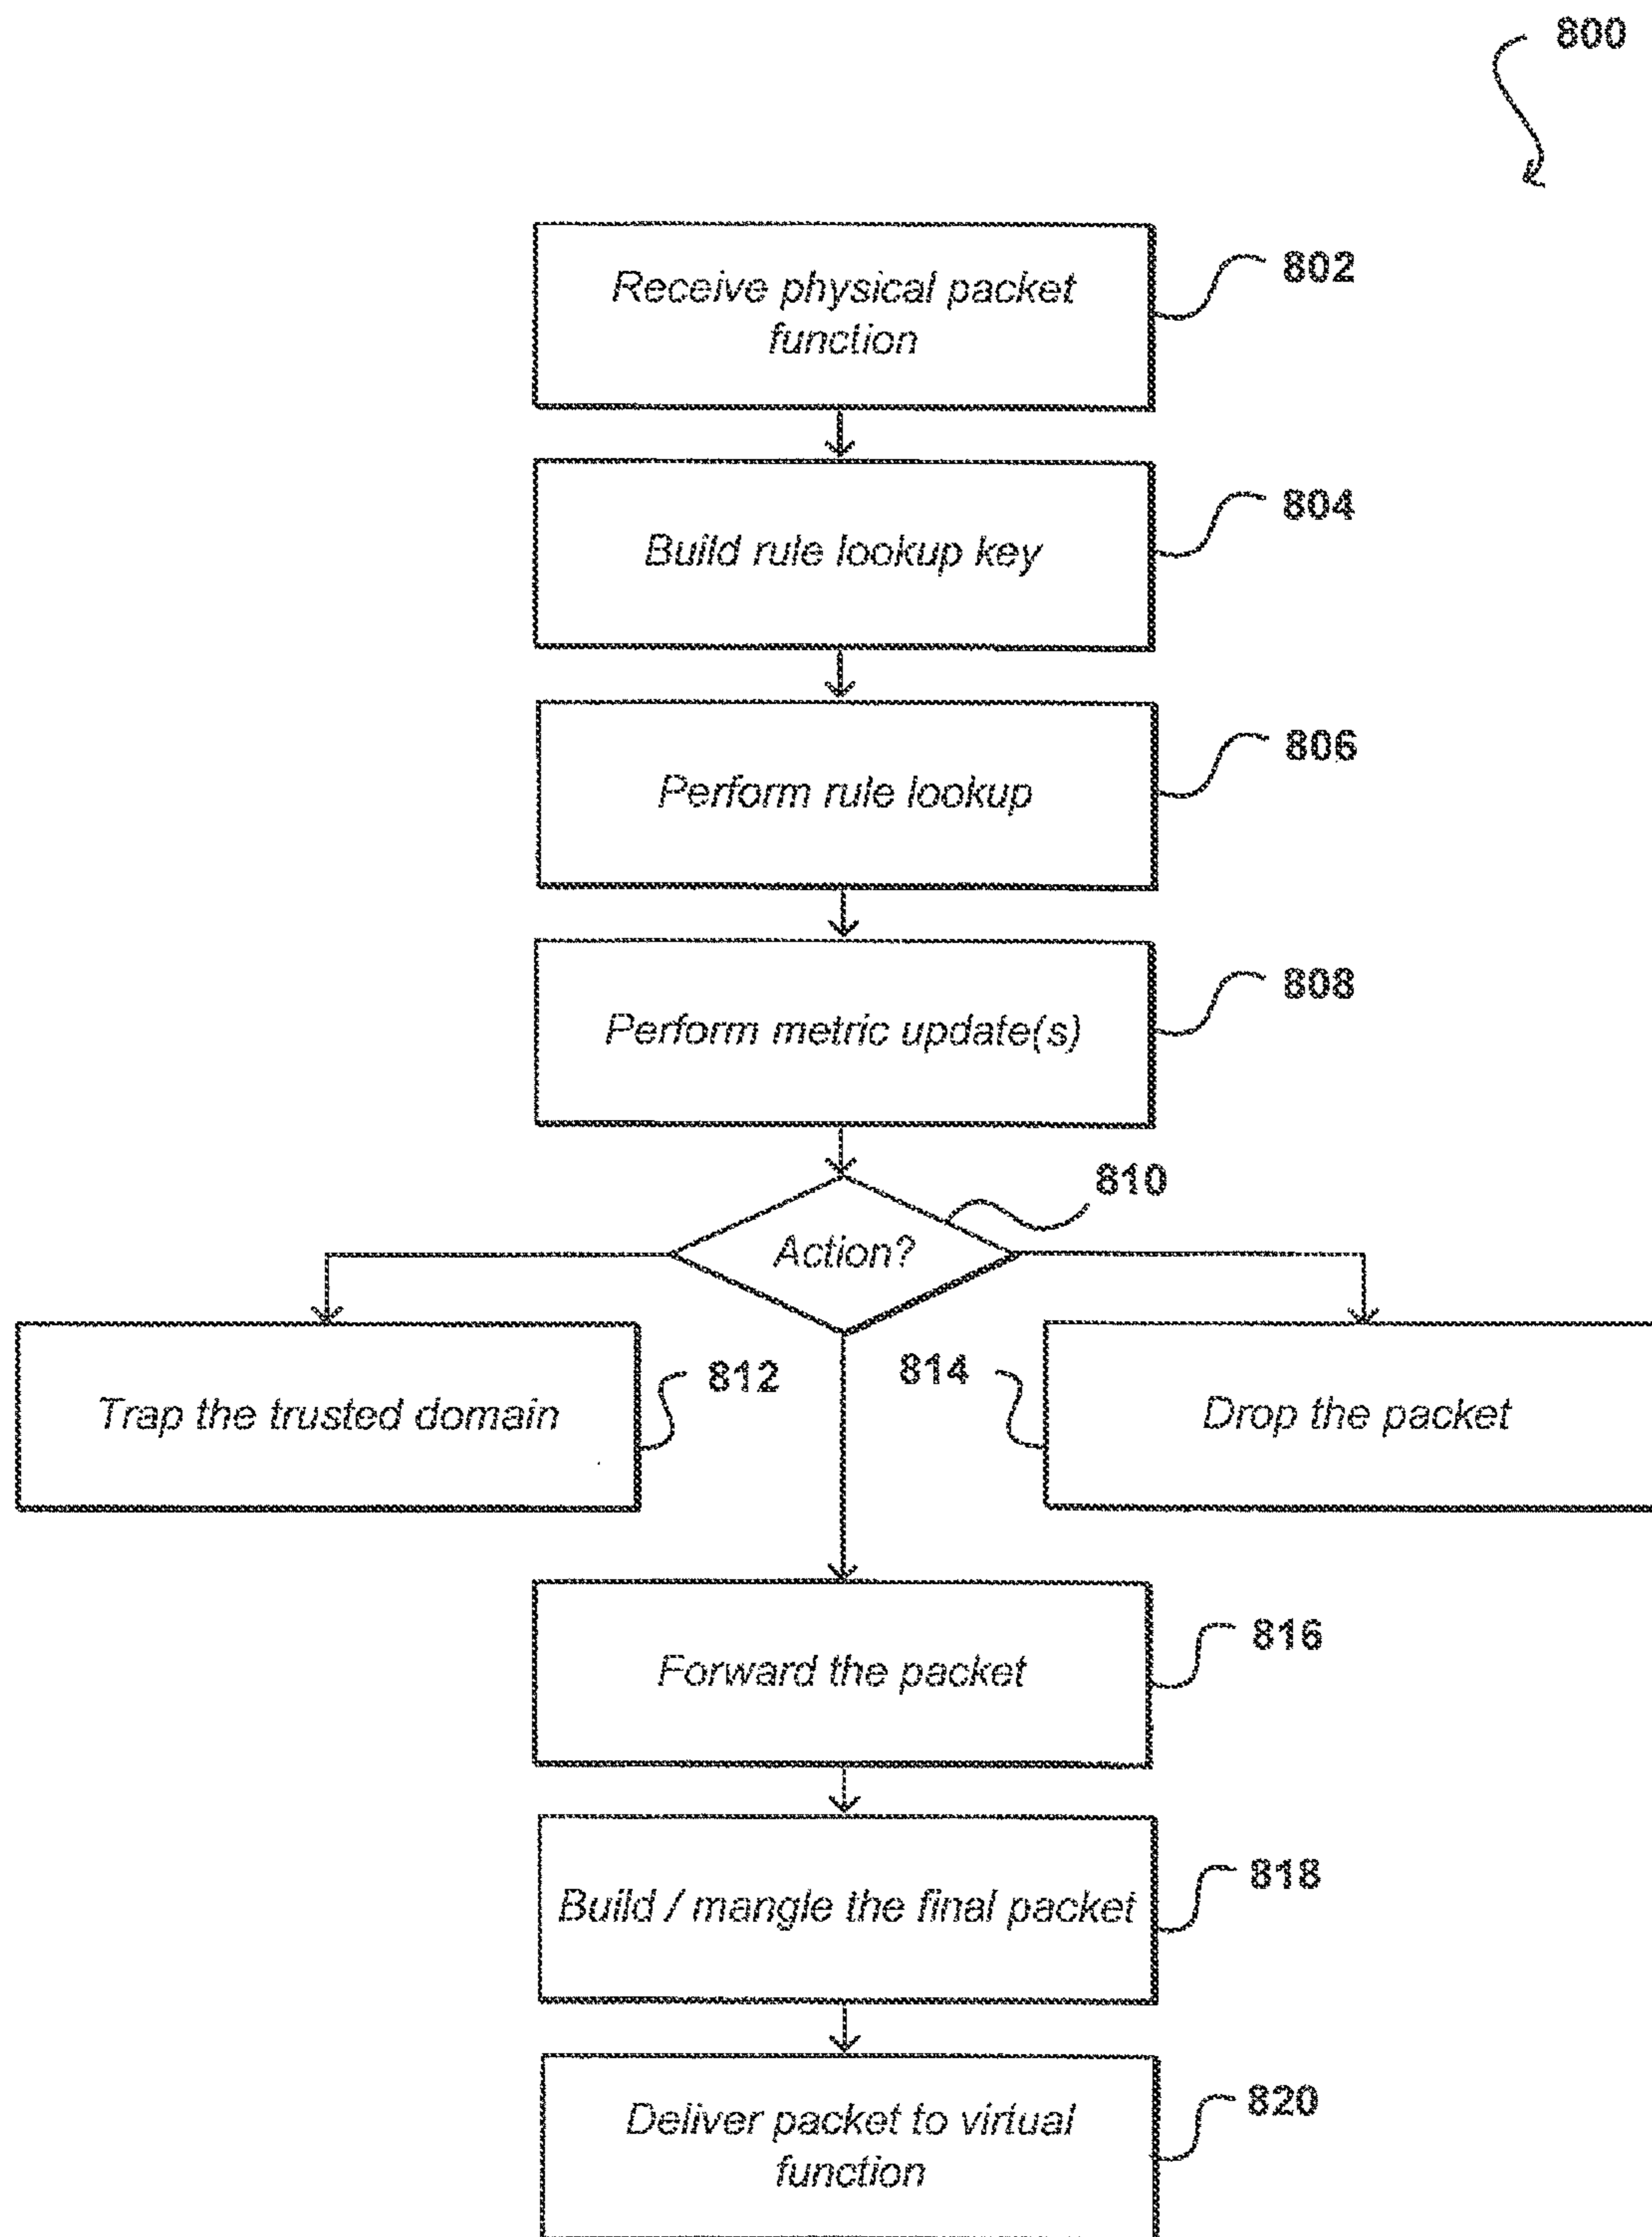 800
Receive physical packet
function
802
Build rule lookup key
804
Perform rule lookup
806
Perform metric update(s)
808
810
Action?
Trap the trusted domain
812
814
Drop the packet
Forward the packet
816
Build / mangle the final packet
818
Deliver packet to virtual
function
820